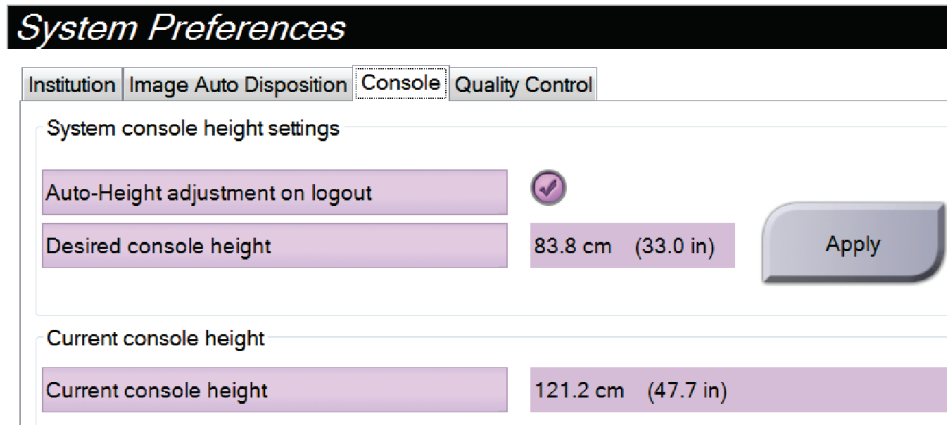 System Preferences
Institution Image Auto Disposition Console Quality Control
System console height settings
Auto-Height adjustment on logout
Desired console height 83.8 cm (33.0 in) Apply
Current console height
Current console height 121.2 cm (47.7 in)